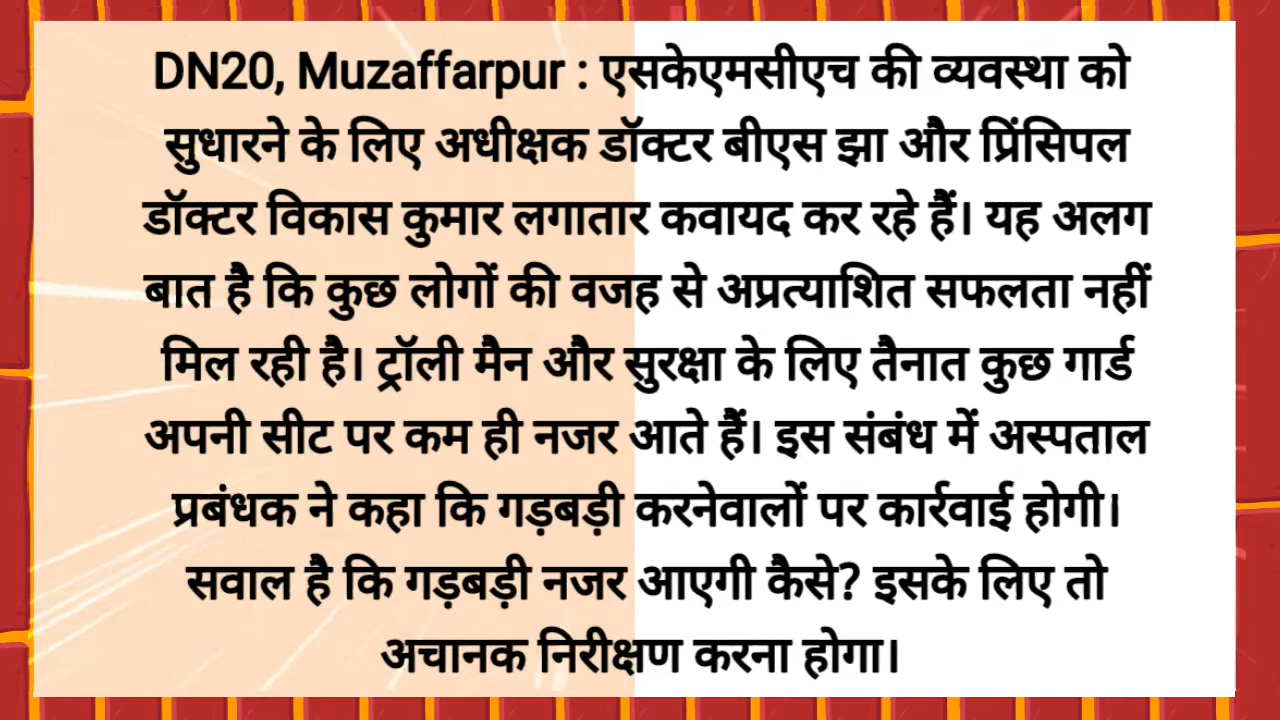 DN20, Muzaffarpur : एसकेएमसीएच की व्यवस्था को
सुधारने के लिए अधीक्षक डॉक्टर बीएस झा और प्रिंसिपल
डॉक्टर विकास कुमार लगातार कवायद कर रहे हैं। यह अलग
बात है कि कुछ लोगों की वजह से अप्रत्याशित सफलता नहीं
मिल रही है। ट्रॉली मैन और सुरक्षा के लिए तैनात कुछ गार्ड
अपनी सीट पर कम ही नजर आते हैं। इस संबंध में अस्पताल
प्रबंधक ने कहा कि गड़बड़ी करनेवालों पर कार्रवाई होगी।
सवाल है कि गड़बड़ी नजर आएगी कैसे? इसके लिए तो
अचानक निरीक्षण करना होगा।